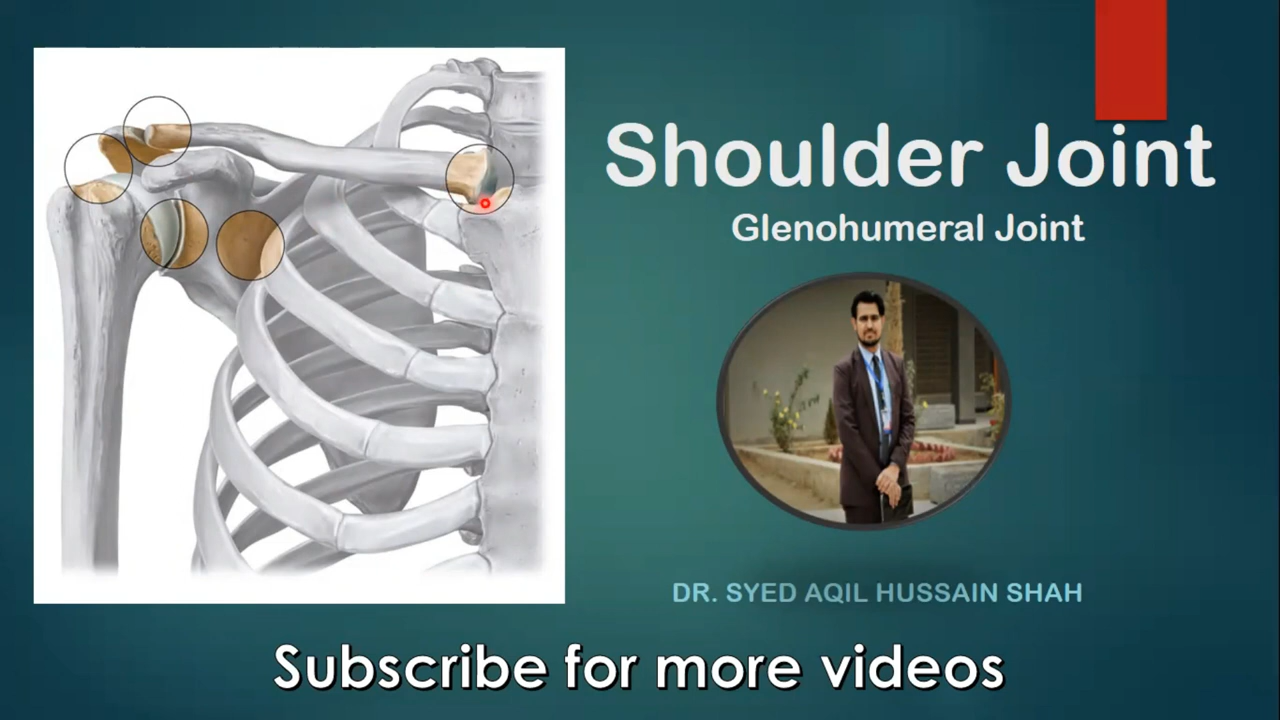 Shoulder Joint
Glenohumeral Joint
DR. SYED AQIL HUSSAIN SHAH
Subscribe for more videos